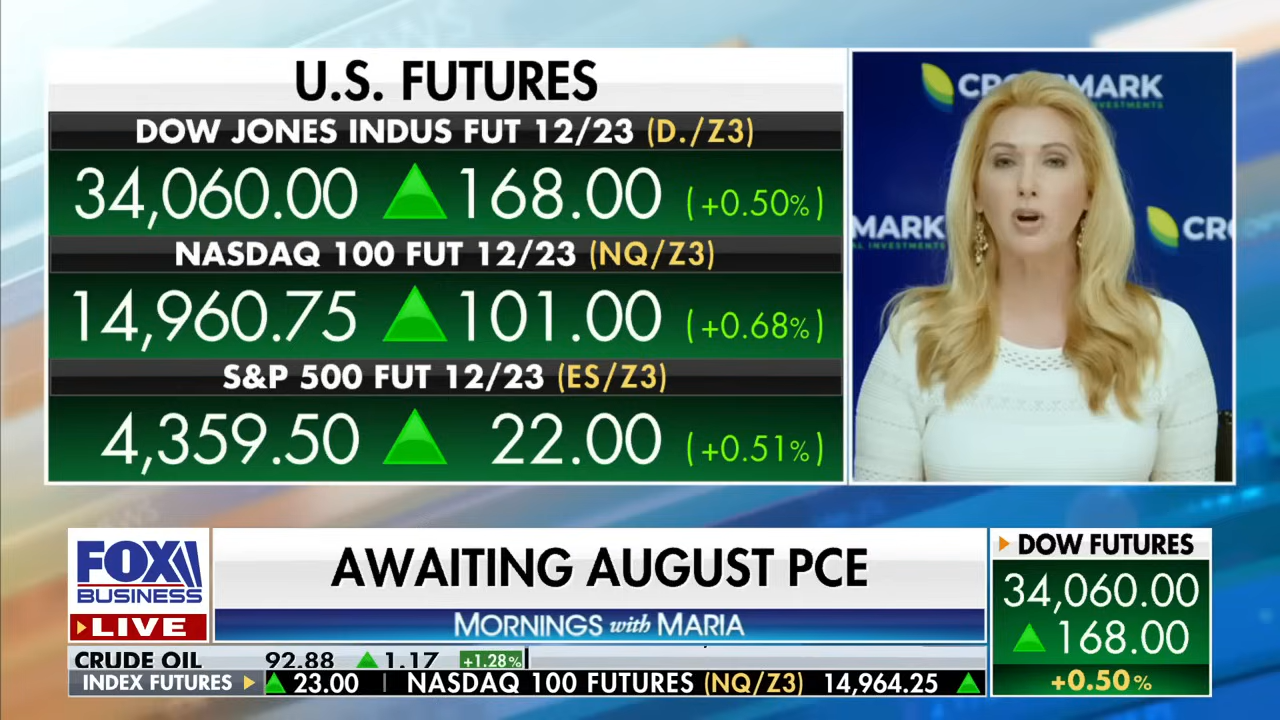 U.S. FUTURES
DOW JONES INDUS FUT 12/23 (D./Z3)
34,060.00 ▲ 168.00 (+0.50%)
NASDAQ 100 FUT 12/23 (NQ/Z3)
14,960.75 ▲ 101.00 (+0.68%)
S&P 500 FUT 12/23 (ES/Z3)
4,359.50 ▲ 22.00 (+0.51%)
MARK
FOX
BUSINESS
LIVE
AWAITING AUGUST PCE
MORNINGS with MARIA
DOW FUTURES
34,060.00
▲ 168.00
+0.50%
CRUDE OIL 92.88 ▲ 1.17 +1.28%
INDEX FUTURES ▲ 23.00 | NASDAQ 100 FUTURES (NQ/Z3) 14,964.25 ▲